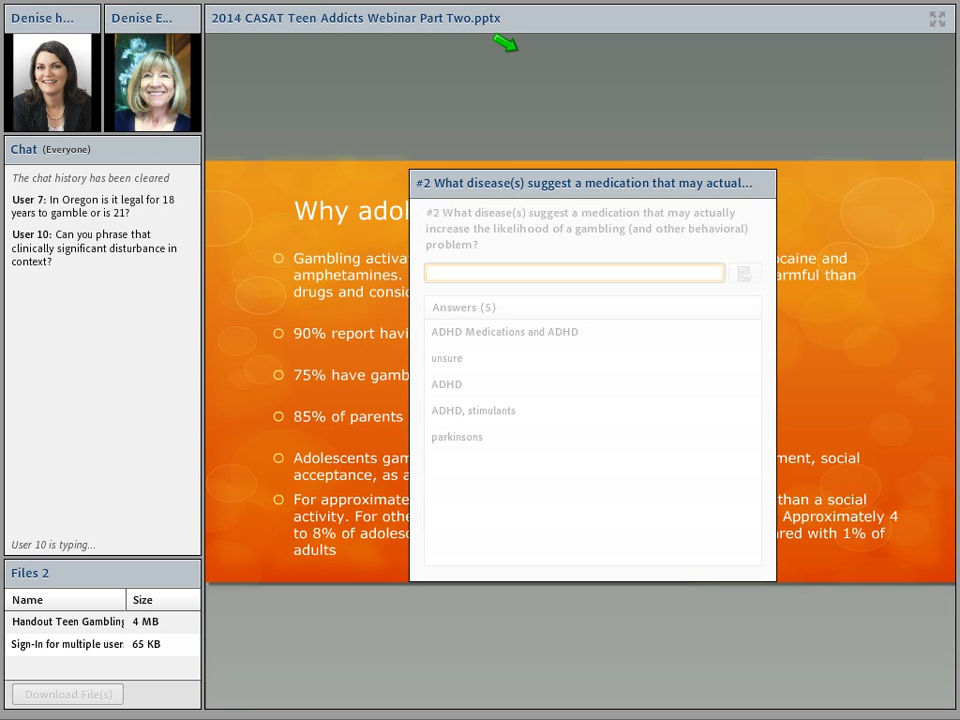 Denise h...
Denise E...
2014 CASAT Teen Addicts Webinar Part Two.pptx
Chat (Everyone)
The chat history has been cleared
User 7: In Oregon is it legal for 18
years to gamble or is 21?
User 10: Can you phrase that
clinically significant disturbance in
context?
User 10 is typing...
Files 2
Name Size
Handout Teen Gambling 4 MB
Sign-In for multiple user 65 KB
Download File(s)
Why adol
Gambling activa
ocaine and
amphetamines.
armful than
drugs and consid
90% report havi
75% have gamb
85% of parents
Adolescents gam
ment, social
acceptance, as a
For approximate
than a social
activity. For othe
Approximately 4
to 8% of adolesc
ared with 1% of
adults
#2 What disease(s) suggest a medication that may actual...
#2 What disease(s) suggest a medication that may actually
increase the likelihood of a gambling (and other behavioral)
problem?
Answers (5)
ADHD Medications and ADHD
unsure
ADHD
ADHD, stimulants
parkinsons